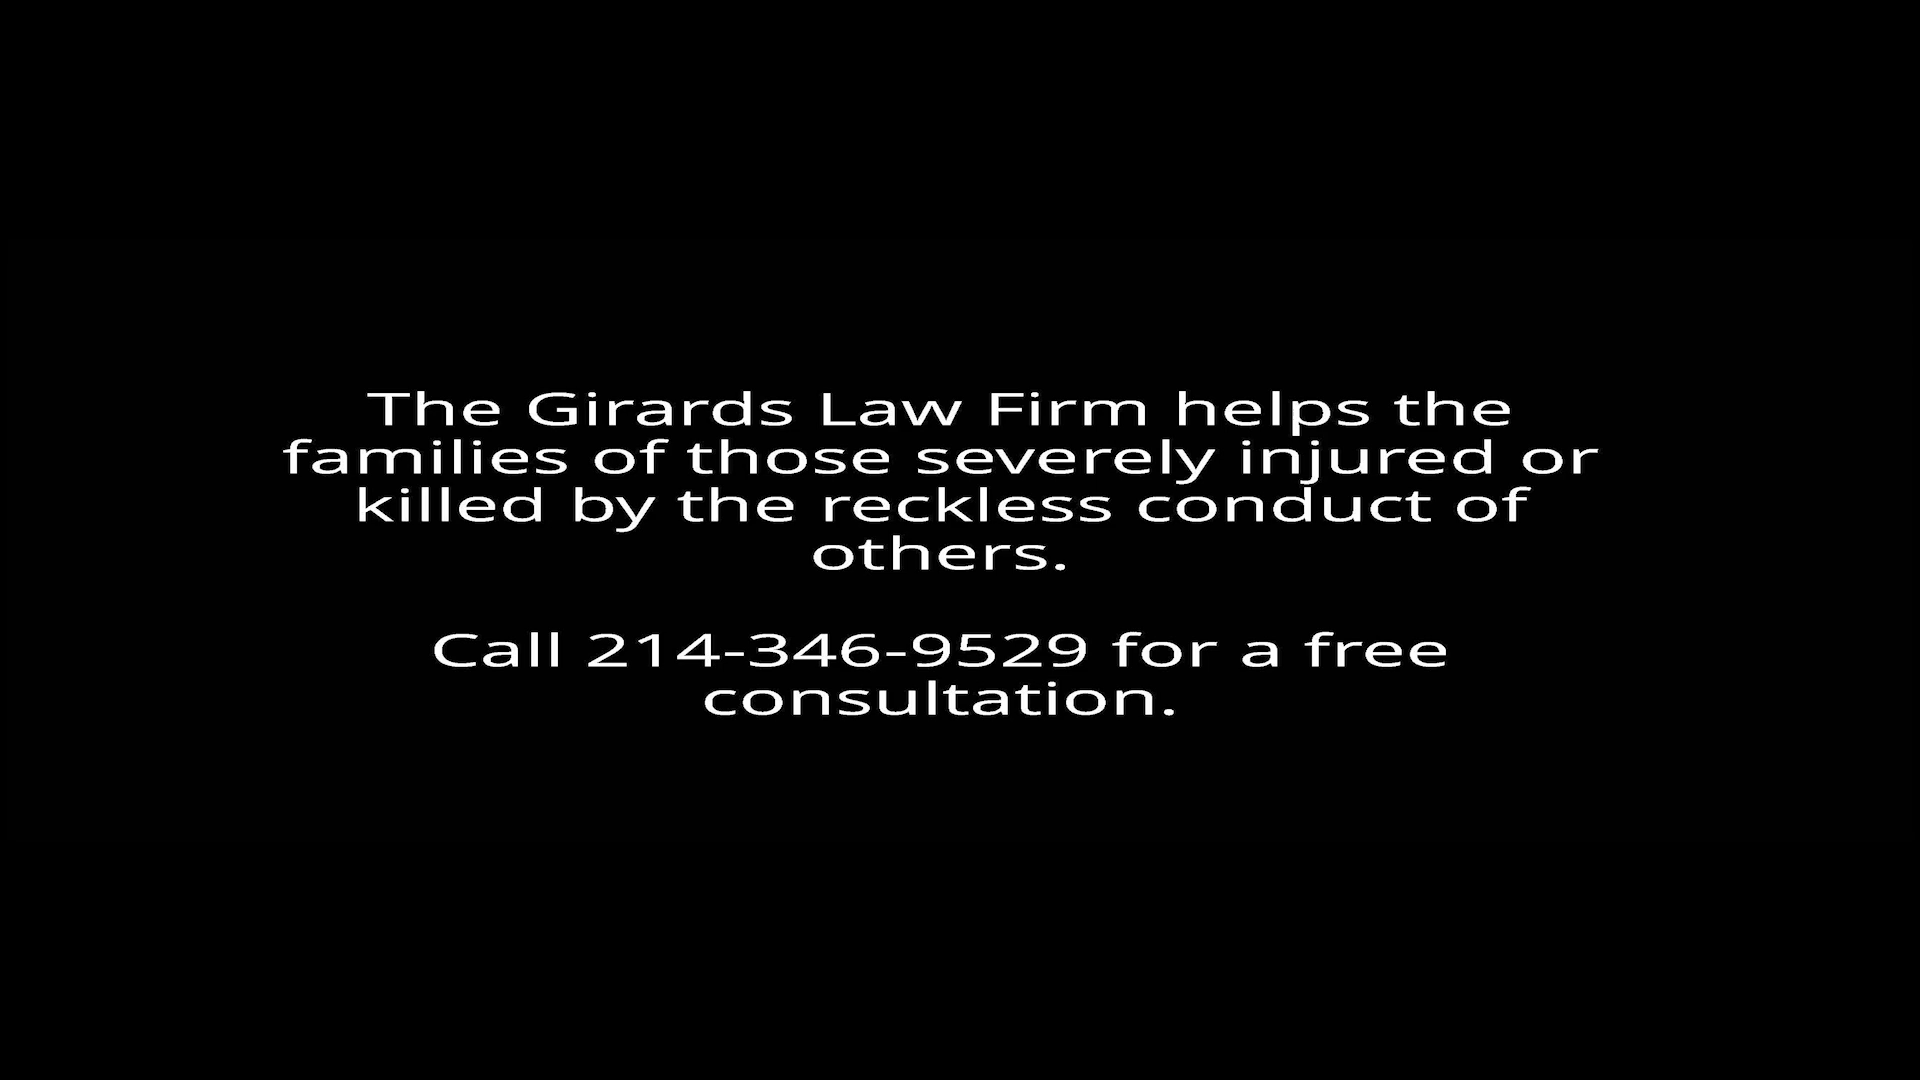 The Girards Law Firm helps the
families of those severely injured or
killed by the reckless conduct of
others.
Call 214-346-9529 for a free
consultation.